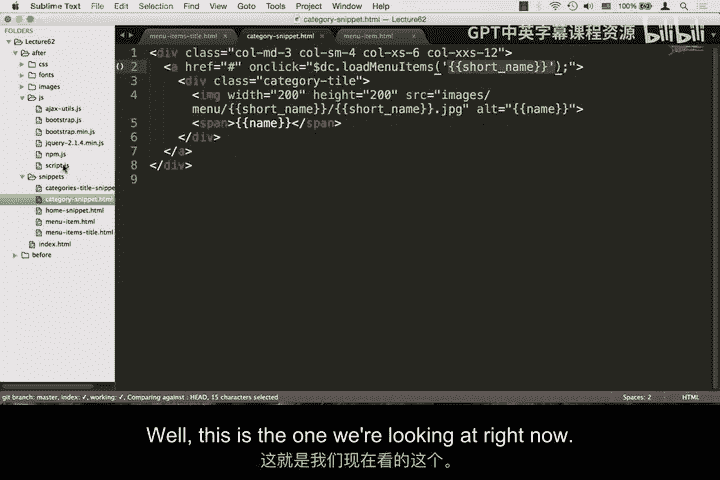 Sublime Text File Edit Selection Find View Goto Tools Project Window Help 100%
category-snippet.html — Lecture62
GPT中英字幕课程资源 bilibili
FOLDERS
Lecture62
after
css
fonts
images
js
ajax-utils.js
bootstrap.js
bootstrap.min.js
jquery-2.1.4.min.js
npm.js
script.js
snippets
categories-title-snippe
category-snippet.html
home-snippet.html
menu-item.html
menu-items-title.html
index.html
before
menu-items-title.html category-snippet.html menu-item.html
1 <div class="col-md-3 col-sm-4 col-xs-6 col-xxs-12">
2 <a href="#" onclick="$dc.loadMenuItems('{{short_name}}');">
3 <div class="category-tile">
4 <img width="200" height="200" src="images/
menu/{{short_name}}/{{short_name}}.jpg" alt="{{name}}">
5 <span>{{name}}</span>
6 </div>
7 </a>
8 </div>
9
git branch: master, index: ✓, working: ✓, Comparing against : HEAD, 15 characters selected Spaces: 2 HTML
Well, this is the one we're looking at right now.
这就是我们现在看的这个。